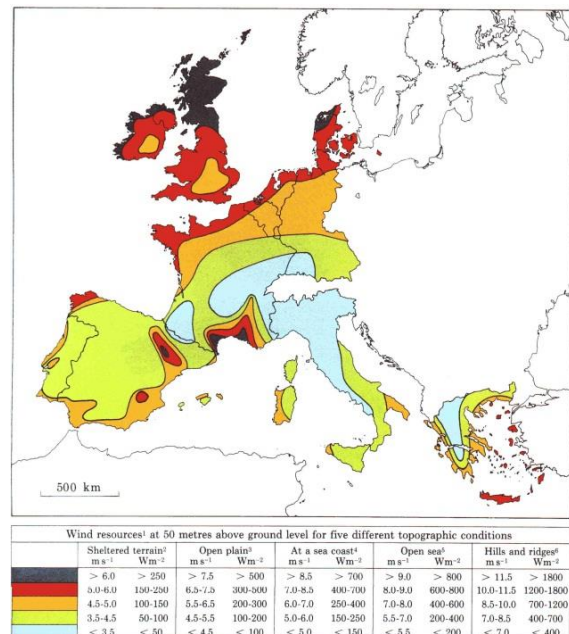 500 km
Wind resources¹ at 50 metres above ground level for five different topographic conditions
Sheltered terrain² Open plain³ At a sea coast⁴ Open sea⁵ Hills and ridges⁶
m s⁻¹ Wm⁻² m s⁻¹ Wm⁻² m s⁻¹ Wm⁻² m s⁻¹ Wm⁻² m s⁻¹ Wm⁻²
> 6.0 > 250 > 7.5 > 500 > 8.5 > 700 > 9.0 > 800 > 11.5 > 1800
5.0-6.0 150-250 6.5-7.5 300-500 7.0-8.5 400-700 8.0-9.0 600-800 10.0-11.5 1200-1800
4.5-5.0 100-150 5.5-6.5 200-300 6.0-7.0 250-400 7.0-8.0 400-600 8.5-10.0 700-1200
3.5-4.5 50-100 4.5-5.5 100-200 5.0-6.0 150-250 5.5-7.0 200-400 7.0-8.5 400-700
< 3.5 < 50 < 4.5 < 100 < 5.0 < 150 < 5.5 < 200 < 7.0 < 400